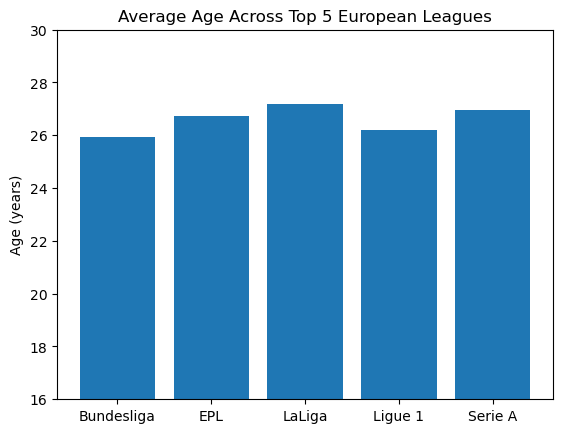 Average Age Across Top 5 European Leagues
Age (years)
30
28
26
24
22
20
18
16
Bundesliga EPL LaLiga Ligue 1 Serie A